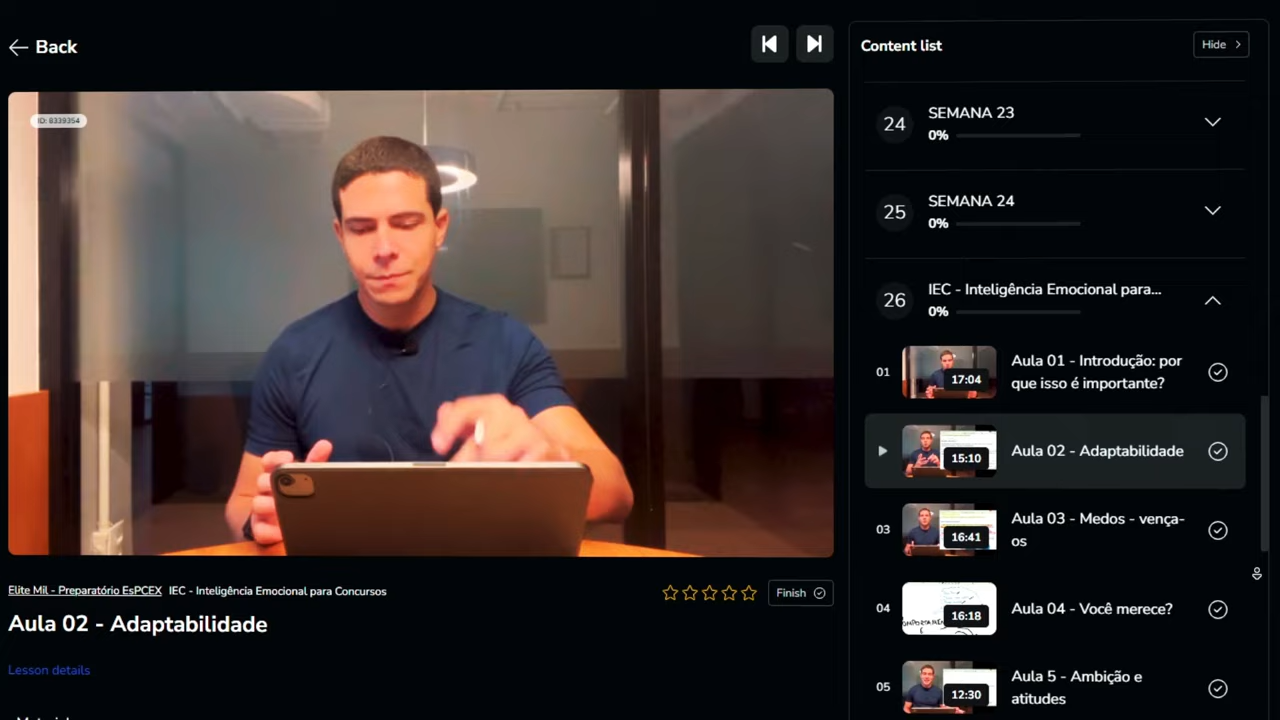 Back
ID: 8339354
Elite Mil - Preparatório EsPCEX IEC - Inteligência Emocional para Concursos
Finish
Aula 02 - Adaptabilidade
Lesson details
Content list
Hide
24
SEMANA 23
0%
25
SEMANA 24
0%
26
IEC - Inteligência Emocional para...
0%
01
17:04
Aula 01 - Introdução: por
que isso é importante?
15:10
Aula 02 - Adaptabilidade
03
16:41
Aula 03 - Medos - vença-
os
04
16:18
Aula 04 - Você merece?
05
12:30
Aula 5 - Ambição e
atitudes